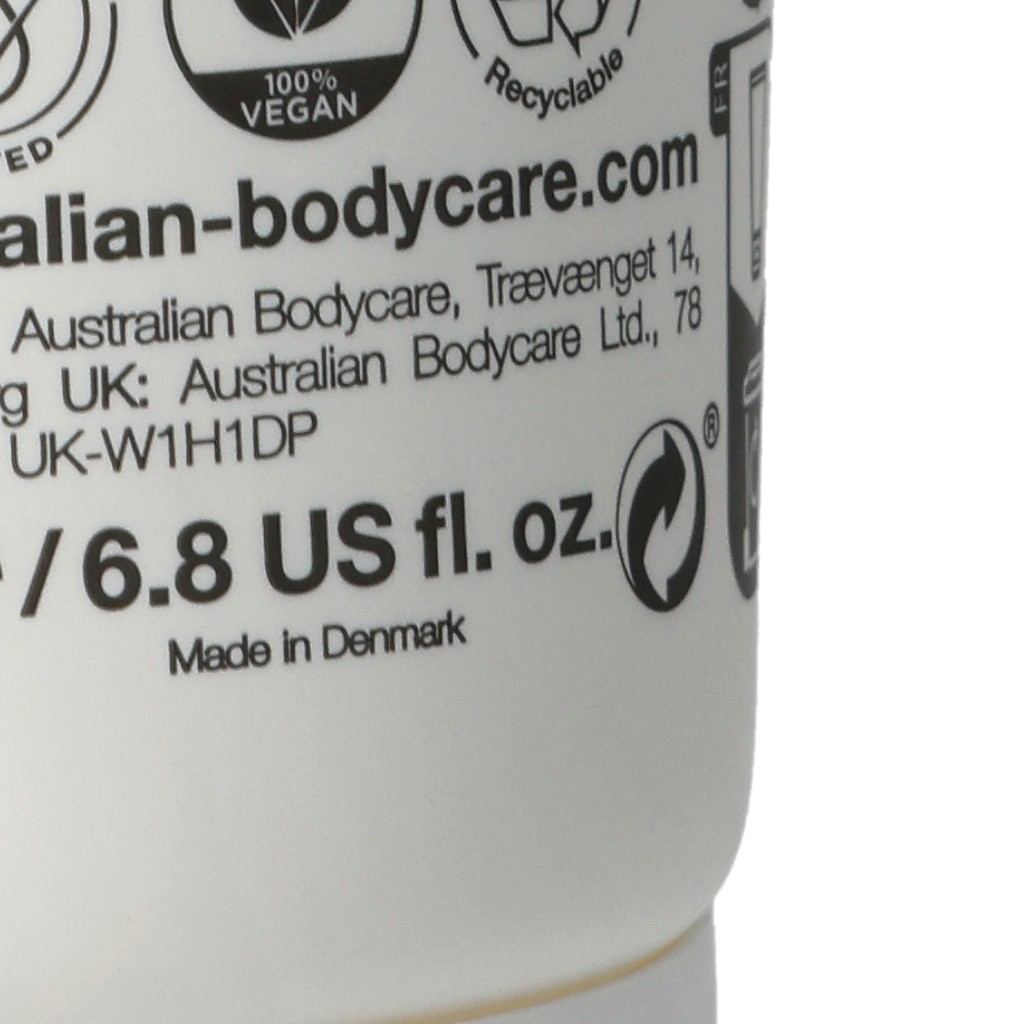 100%
VEGAN
Recyclable
TED
FR
alian-bodycare.com
Australian Bodycare, Trævænget 14,
g UK: Australian Bodycare Ltd., 78
UK-W1H1DP
/ 6.8 US fl. oz.
®
Made in Denmark